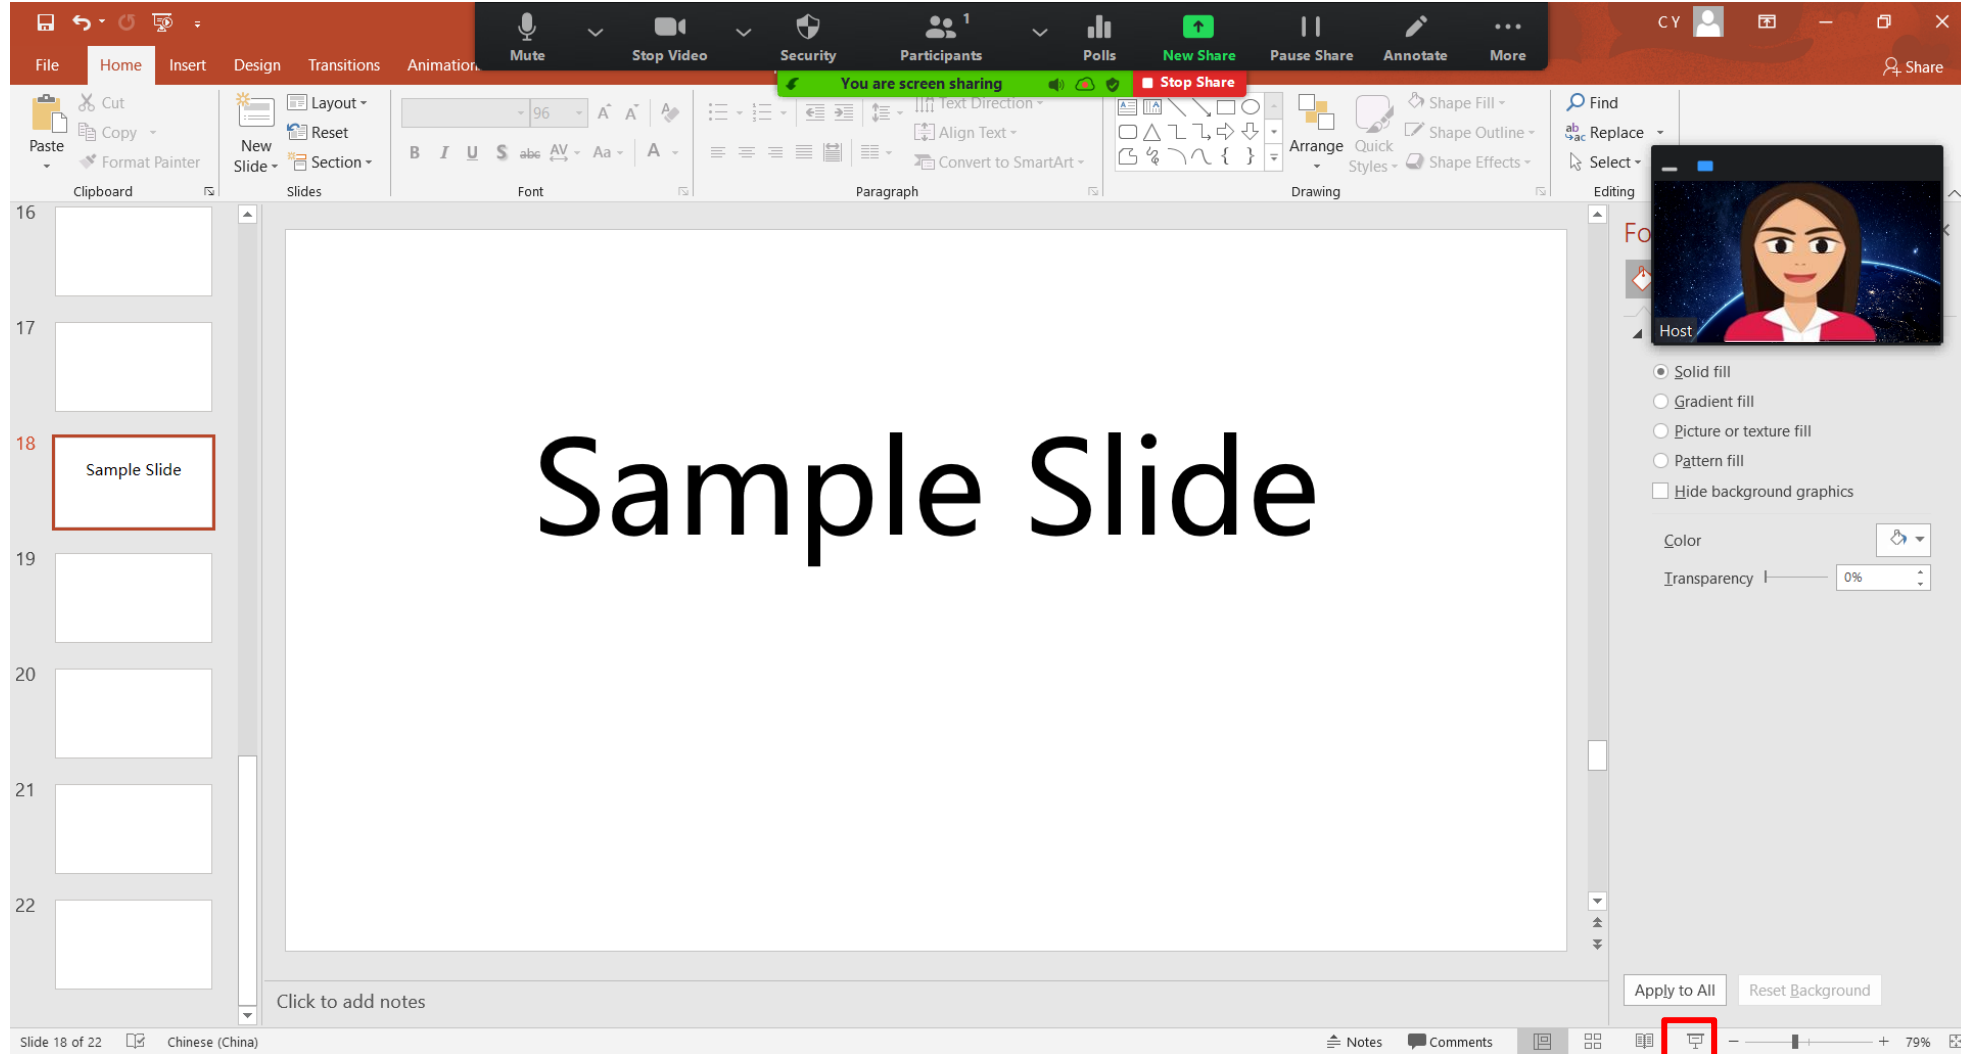 C Y
Mute
Stop Video
Security
Participants
1
Polls
New Share
Pause Share
Annotate
More
File
Home
Insert
Design
Transitions
Animation
You are screen sharing
Stop Share
Share
Paste
Cut
Copy
Format Painter
Clipboard
New
Slide
Layout
Reset
Section
Slides
96
B I U S abc AV Aa A
Font
Text Direction
Align Text
Convert to SmartArt
Paragraph
Arrange
Quick
Styles
Shape Fill
Shape Outline
Shape Effects
Drawing
Find
Replace
Select
Editing
Fo
Host
16
17
18
Sample Slide
19
20
21
22
Sample Slide
Solid fill
Gradient fill
Picture or texture fill
Pattern fill
Hide background graphics
Color
Transparency
0%
Apply to All
Reset Background
Click to add notes
Slide 18 of 22
Chinese (China)
Notes
Comments
79%